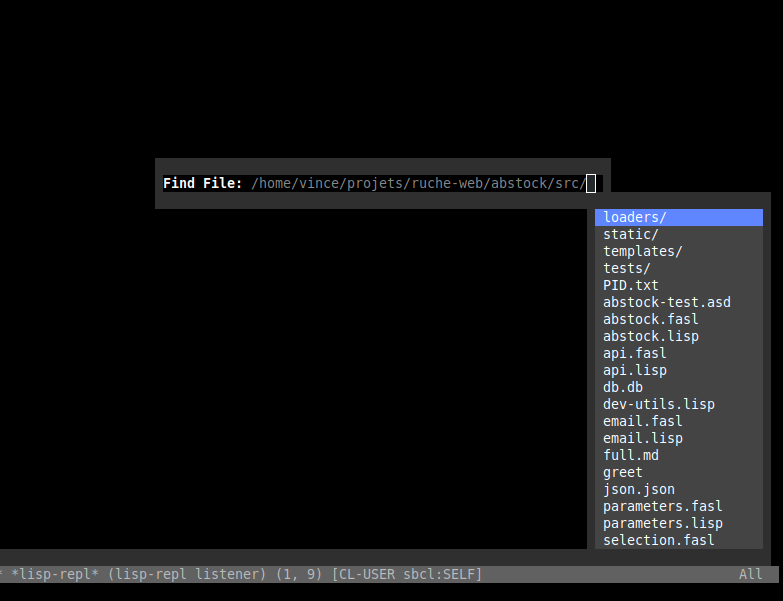 Find File: /home/vince/projets/ruche-web/abstock/src/
loaders/
static/
templates/
tests/
PID.txt
abstock-test.asd
abstock.fasl
abstock.lisp
api.fasl
api.lisp
db.db
dev-utils.lisp
email.fasl
email.lisp
full.md
greet
json.json
parameters.fasl
parameters.lisp
selection.fasl
* *lisp-repl* (lisp-repl listener) (1, 9) [CL-USER sbcl:SELF] All